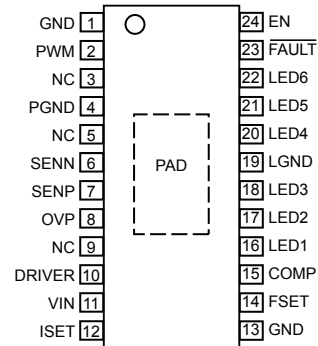 GND 1
PWM 2
NC 3
PGND 4
NC 5
SENN 6
SENP 7
OVP 8
NC 9
DRIVER 10
VIN 11
ISET 12
PAD
24 EN
23 FAULT
22 LED6
21 LED5
20 LED4
19 LGND
18 LED3
17 LED2
16 LED1
15 COMP
14 FSET
13 GND